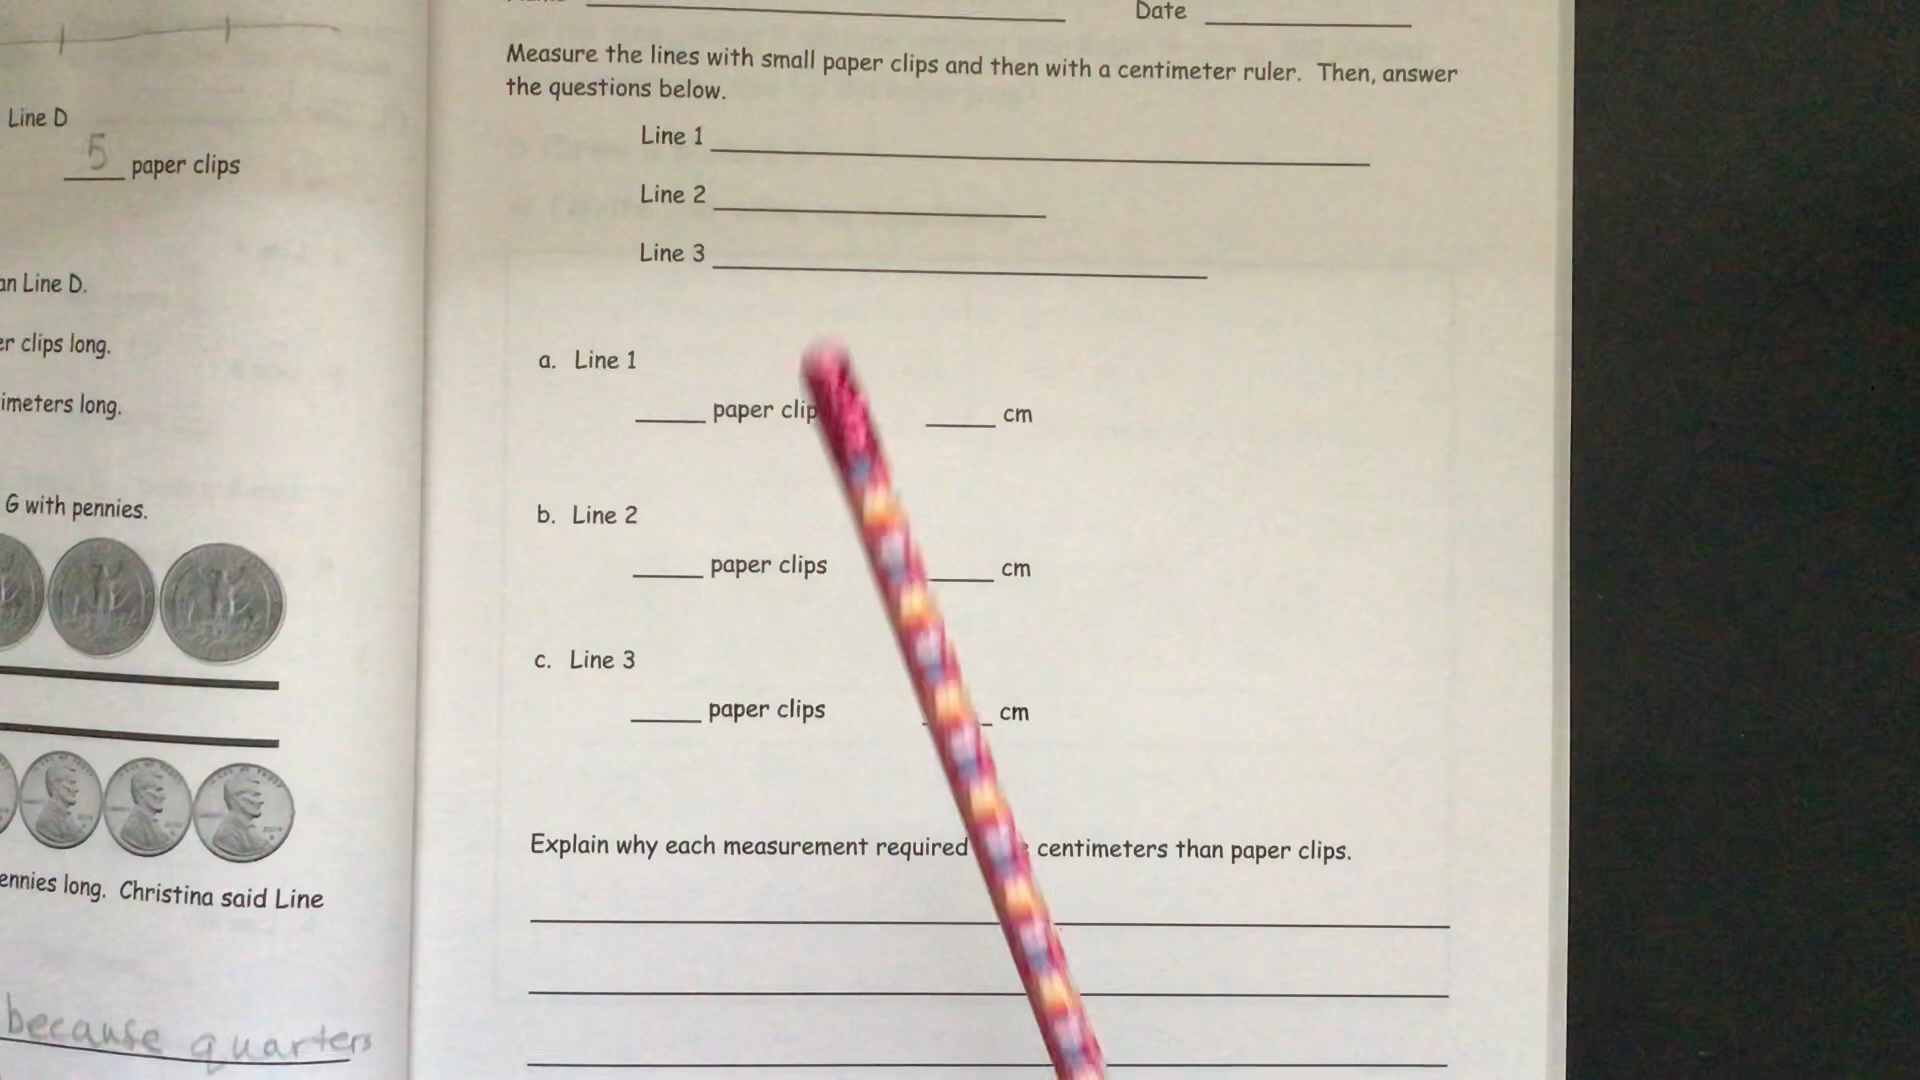 Line D
5 paper clips
an Line D.
er clips long.
imeters long.
G with pennies.
ennies long. Christina said Line
because quarters
Date
Measure the lines with small paper clips and then with a centimeter ruler. Then, answer
the questions below.
Line 1
Line 2
Line 3
a. Line 1
paper clip cm
b. Line 2
paper clips cm
c. Line 3
paper clips cm
Explain why each measurement required centimeters than paper clips.